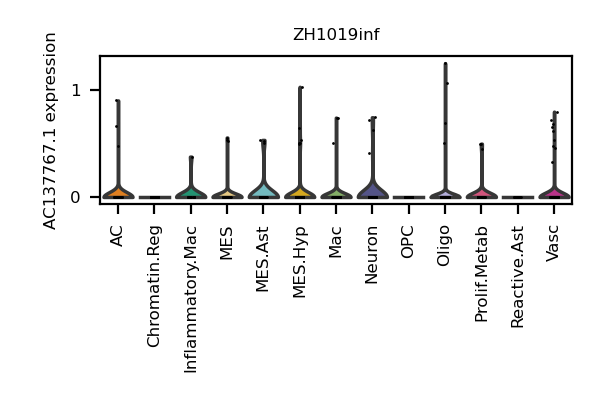 ZH1019inf
AC137767.1 expression
1
0
AC
Chromatin.Reg
Inflammatory.Mac
MES
MES.Ast
MES.Hyp
Mac
Neuron
OPC
Oligo
Prolif.Metab
Reactive.Ast
Vasc